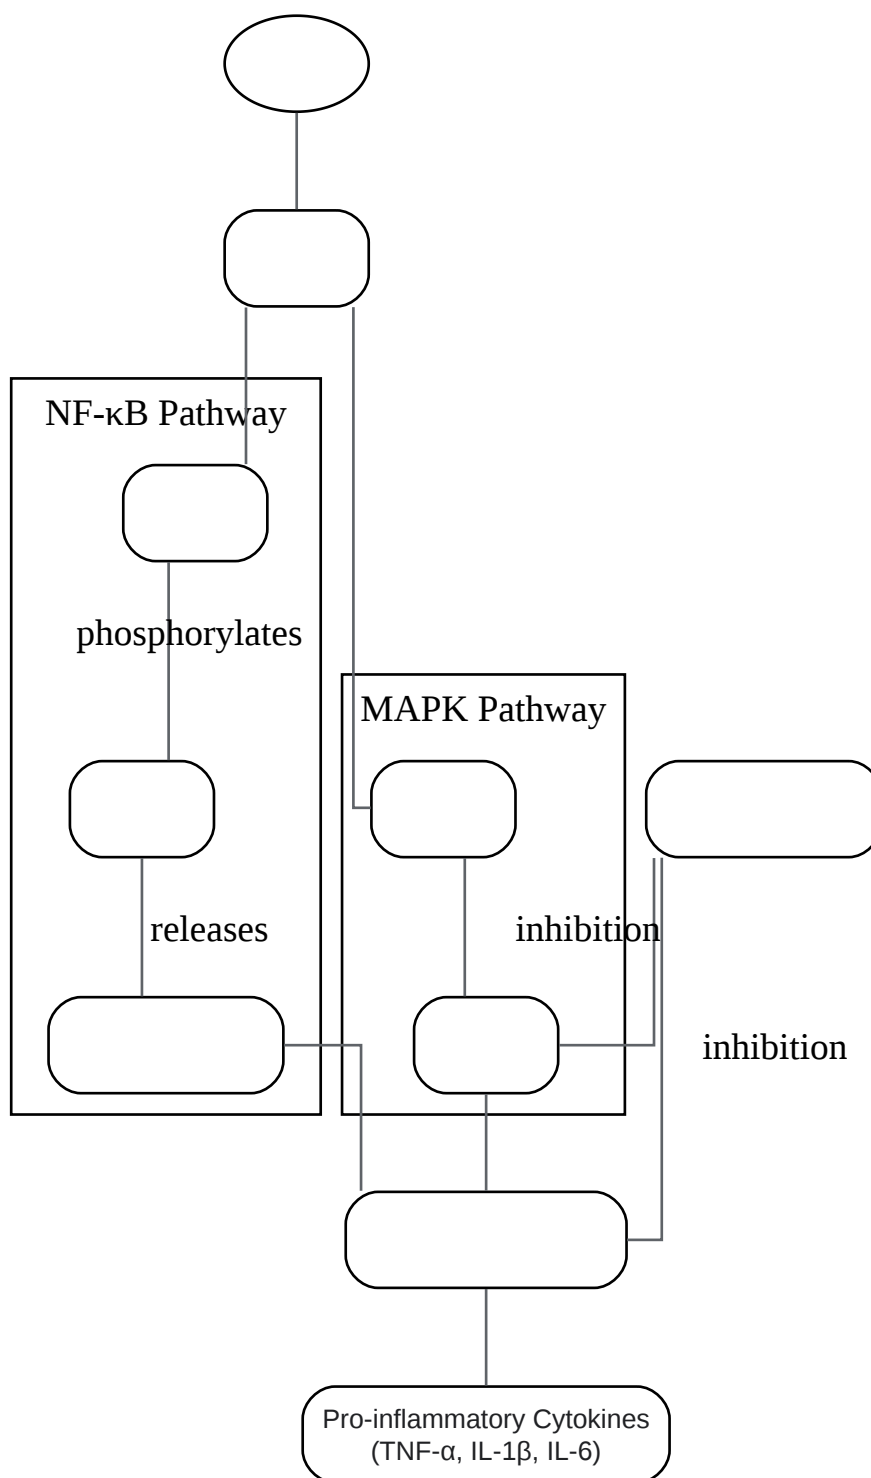 NF-κB Pathway
phosphorylates
MAPK Pathway
releases
inhibition
inhibition
Pro-inflammatory Cytokines
(TNF-α, IL-1β, IL-6)